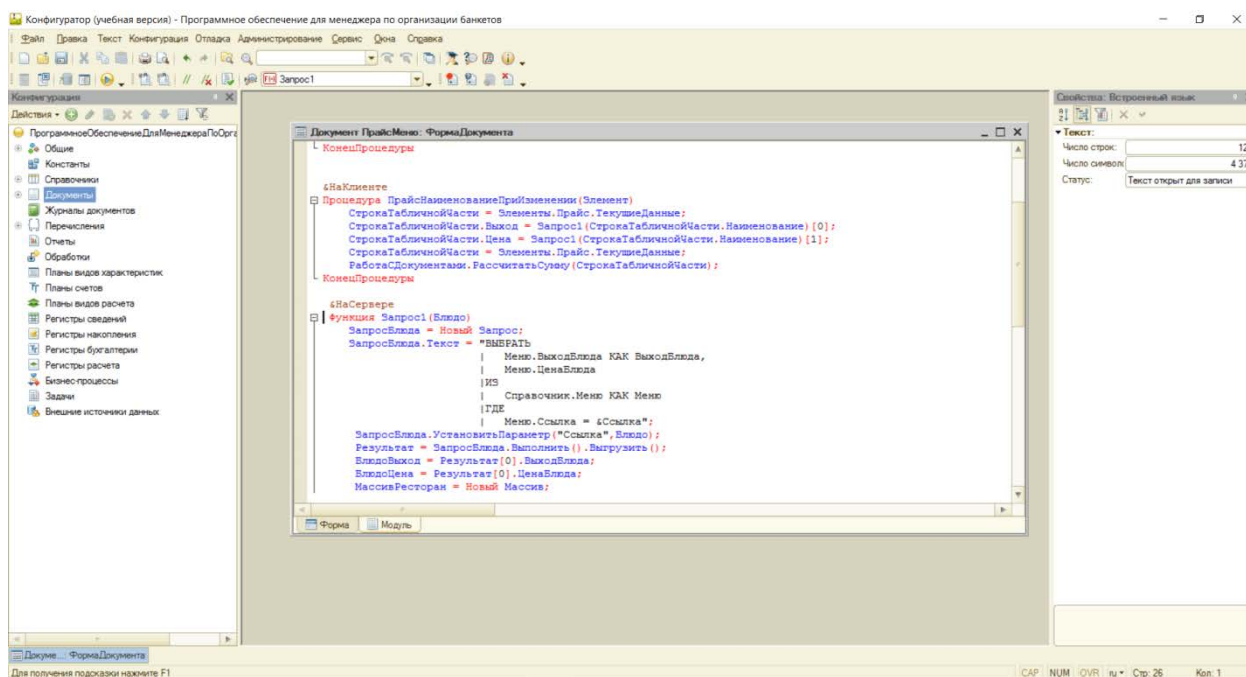 Конфигуратор (учебная версия) - Программное обеспечение для менеджера по организации банкетов
Файл Правка Текст Конфигурация Отладка Администрирование Сервис Окна Справка
Запрос1
Конфигурация
Действия
ПрограммноеОбеспечениеДляМенеджераПоОрга
Общие
Константы
Справочники
Документы
Журналы документов
Перечисления
Отчеты
Обработки
Планы видов характеристик
Планы счетов
Планы видов расчета
Регистры сведений
Регистры накопления
Регистры бухгалтерии
Регистры расчета
Бизнес-процессы
Задачи
Внешние источники данных
Документ ПрайсМеню: ФормаДокумента
КонецПроцедуры
&НаКлиенте
Процедура ПрайсНаименованиеПриИзменении(Элемент)
СтрокаТабличнойЧасти = Элементы.Прайс.ТекущиеДанные;
СтрокаТабличнойЧасти.Выход = Запрос1(СтрокаТабличнойЧасти.Наименование)[0];
СтрокаТабличнойЧасти.Цена = Запрос1(СтрокаТабличнойЧасти.Наименование)[1];
СтрокаТабличнойЧасти = Элементы.Прайс.ТекущиеДанные;
РаботаСДокументами.РассчитатьСумму(СтрокаТабличнойЧасти);
КонецПроцедуры
&НаСервере
Функция Запрос1(Блюдо)
ЗапросБлюда = Новый Запрос;
ЗапросБлюда.Текст = "ВЫБРАТЬ
| Меню.ВыходБлюда КАК ВыходБлюда,
| Меню.ЦенаБлюда
|ИЗ
| Справочник.Меню КАК Меню
|ГДЕ
| Меню.Ссылка = &Ссылка";
ЗапросБлюда.УстановитьПараметр("Ссылка",Блюдо);
Результат = ЗапросБлюда.Выполнить().Выгрузить();
БлюдоВыход = Результат[0].ВыходБлюда;
БлюдоЦена = Результат[0].ЦенаБлюда;
МассивРесторан = Новый Массив;
Форма Модуль
Свойства: Встроенный язык
Текст:
Число строк: 12
Число символо 4 37
Статус: Текст открыт для записи
Докуме...: ФормаДокумента
Для получения подсказки нажмите F1
CAP NUM OVR ru Стр: 26 Кол: 1